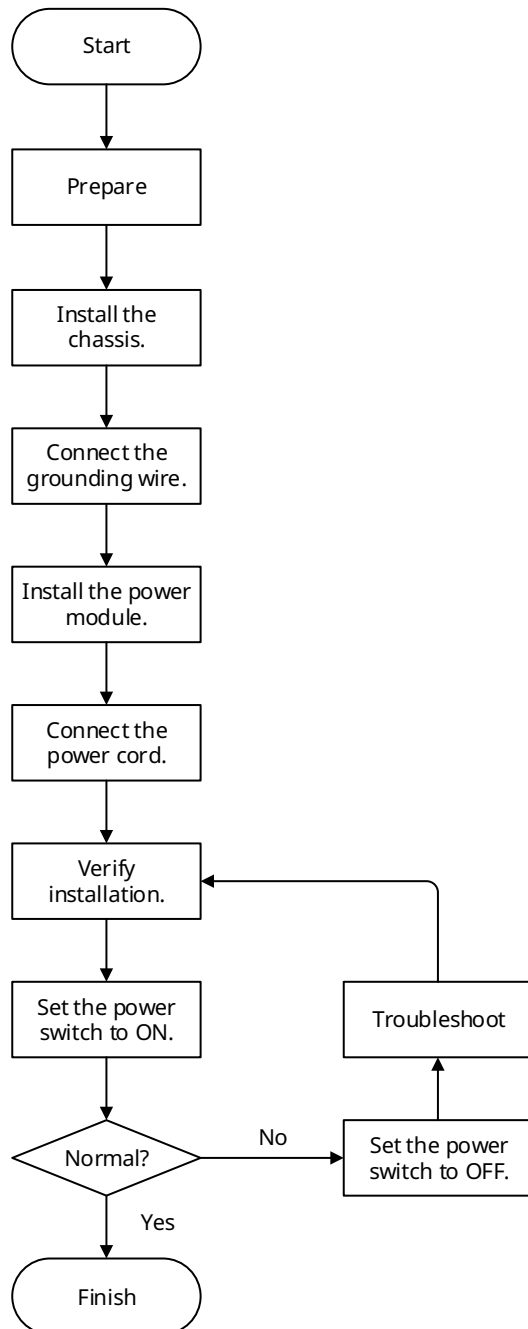 Start
Prepare
Install the
chassis.
Connect the
grounding wire.
Install the power
module.
Connect the
power cord.
Verify
installation.
Set the power
switch to ON.
Troubleshoot
Normal?
No
Set the power
switch to OFF.
Yes
Finish